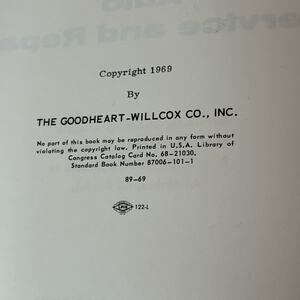 Copyright 1969
By
THE GOODHEART-WILLCOX CO., INC.
No part of this book may be reproduced in any form without
violating the copyright law. Printed in U.S.A. Library of
Congress Catalog Card No. 68-21030.
Standard Book Number 87006-101-1
89-69
122-L